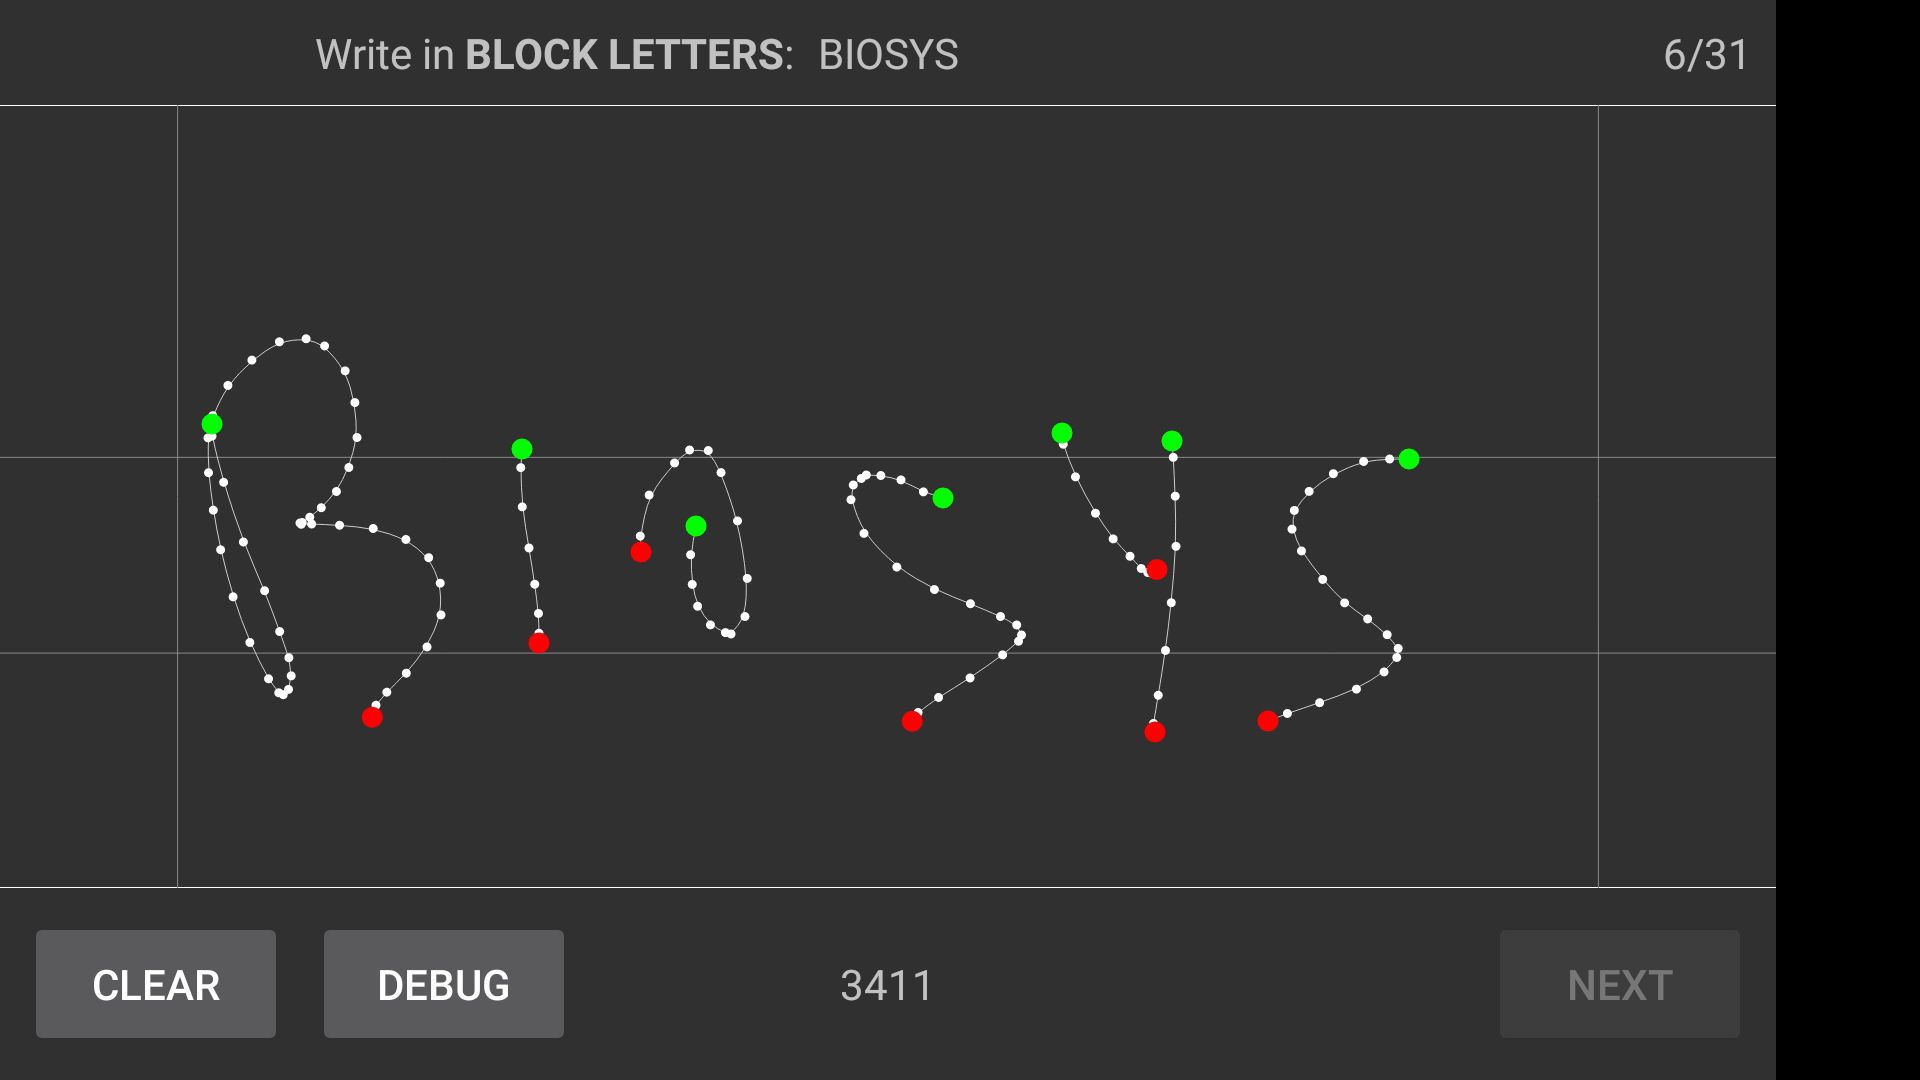 Write in BLOCK LETTERS: BIOSYS
6/31
BIOSYS
CLEAR DEBUG 3411 NEXT